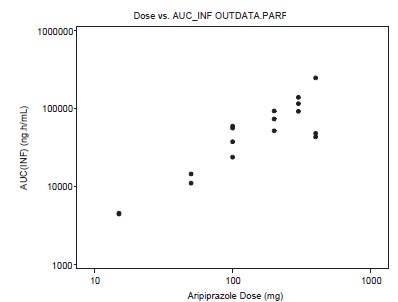 Dose vs. AUC_INF OUTDATA.PARF
1000000
100000
10000
1000
AUC(INF) (ng.h/mL)
10
100
1000
Aripiprazole Dose (mg)